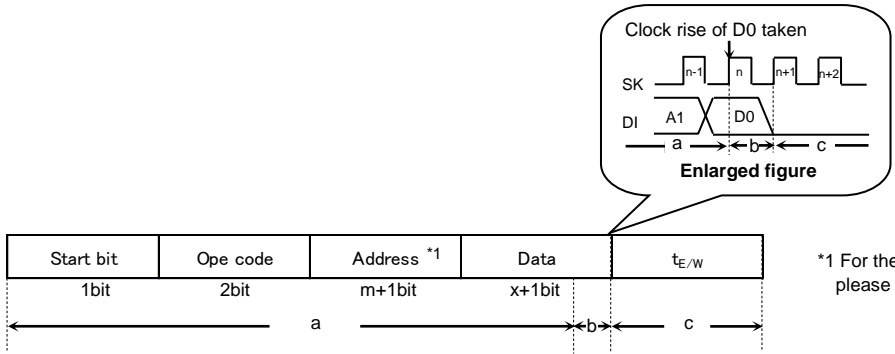 Clock rise of D0 taken
SK n-1 n n+1 n+2
DI A1 D0
a b c
Enlarged figure
Start bit Ope code Address *1 Data tE/W
1bit 2bit m+1bit x+1bit
a b c
*1 For the
please